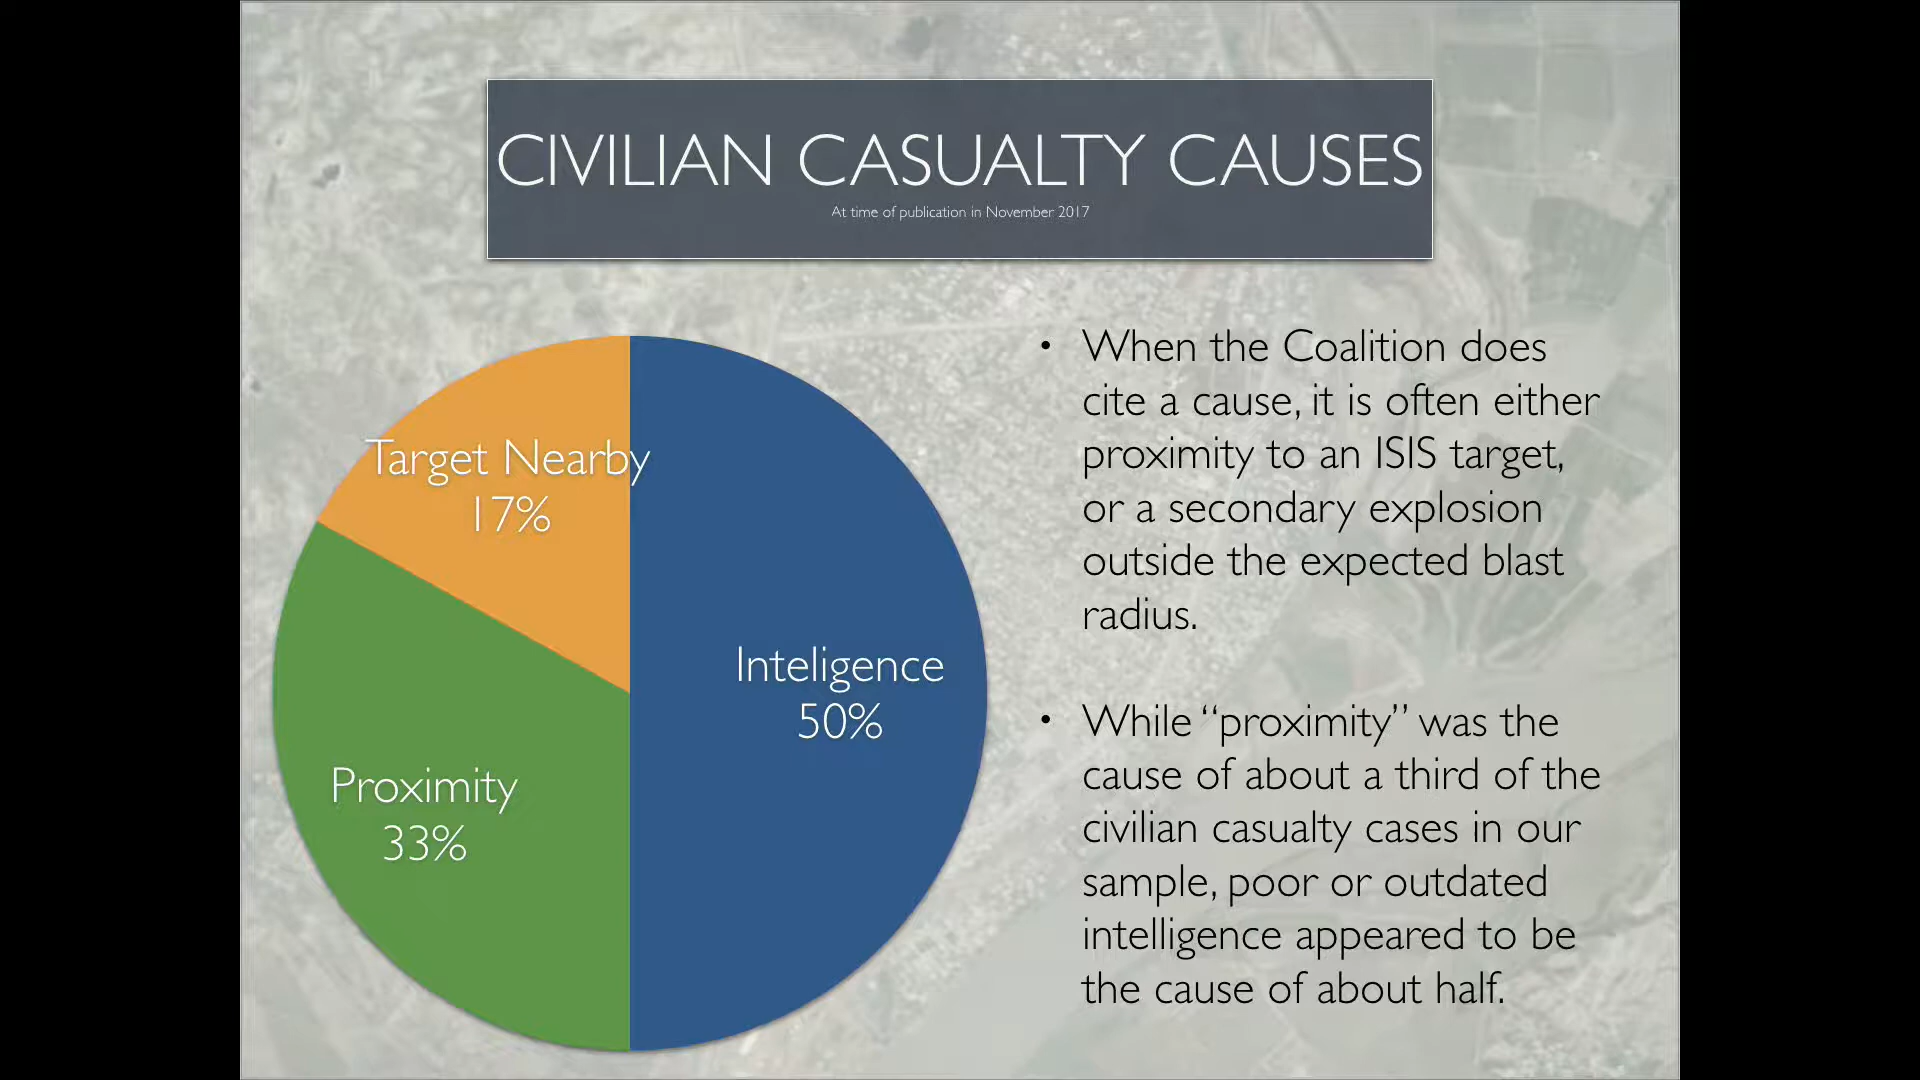 CIVILIAN CASUALTY CAUSES
At time of publication in November 2017
Target Nearby
17%
Inteligence
50%
Proximity
33%
• When the Coalition does
cite a cause, it is often either
proximity to an ISIS target,
or a secondary explosion
outside the expected blast
radius.
• While “proximity” was the
cause of about a third of the
civilian casualty cases in our
sample, poor or outdated
intelligence appeared to be
the cause of about half.